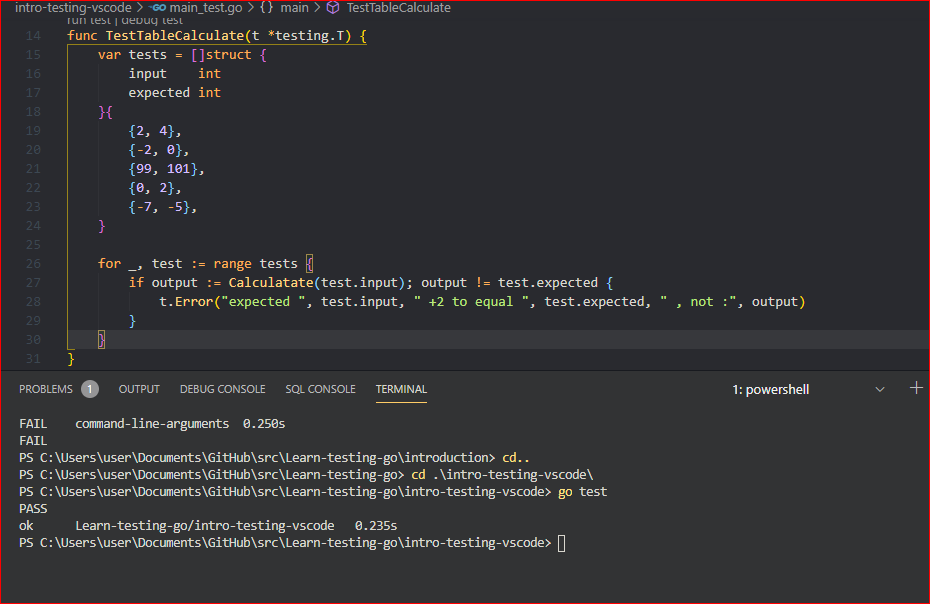 intro-testing-vscode > main_test.go > {} main > TestTableCalculate
run test | debug test
14 func TestTableCalculate(t *testing.T) {
15 var tests = []struct {
16 input    int
17 expected int
18 }{
19 {2, 4},
20 {-2, 0},
21 {99, 101},
22 {0, 2},
23 {-7, -5},
24 }
25
26 for _, test := range tests {
27 if output := Calculatate(test.input); output != test.expected {
28 t.Error("expected ", test.input, " +2 to equal ", test.expected, " , not :", output)
29 }
30 }
31 }
PROBLEMS 1 OUTPUT DEBUG CONSOLE SQL CONSOLE TERMINAL 1: powershell
FAIL    command-line-arguments  0.250s
FAIL
PS C:\Users\user\Documents\GitHub\src\Learn-testing-go\introduction> cd..
PS C:\Users\user\Documents\GitHub\src\Learn-testing-go> cd .\intro-testing-vscode\
PS C:\Users\user\Documents\GitHub\src\Learn-testing-go\intro-testing-vscode> go test
PASS
ok      Learn-testing-go/intro-testing-vscode   0.235s
PS C:\Users\user\Documents\GitHub\src\Learn-testing-go\intro-testing-vscode>